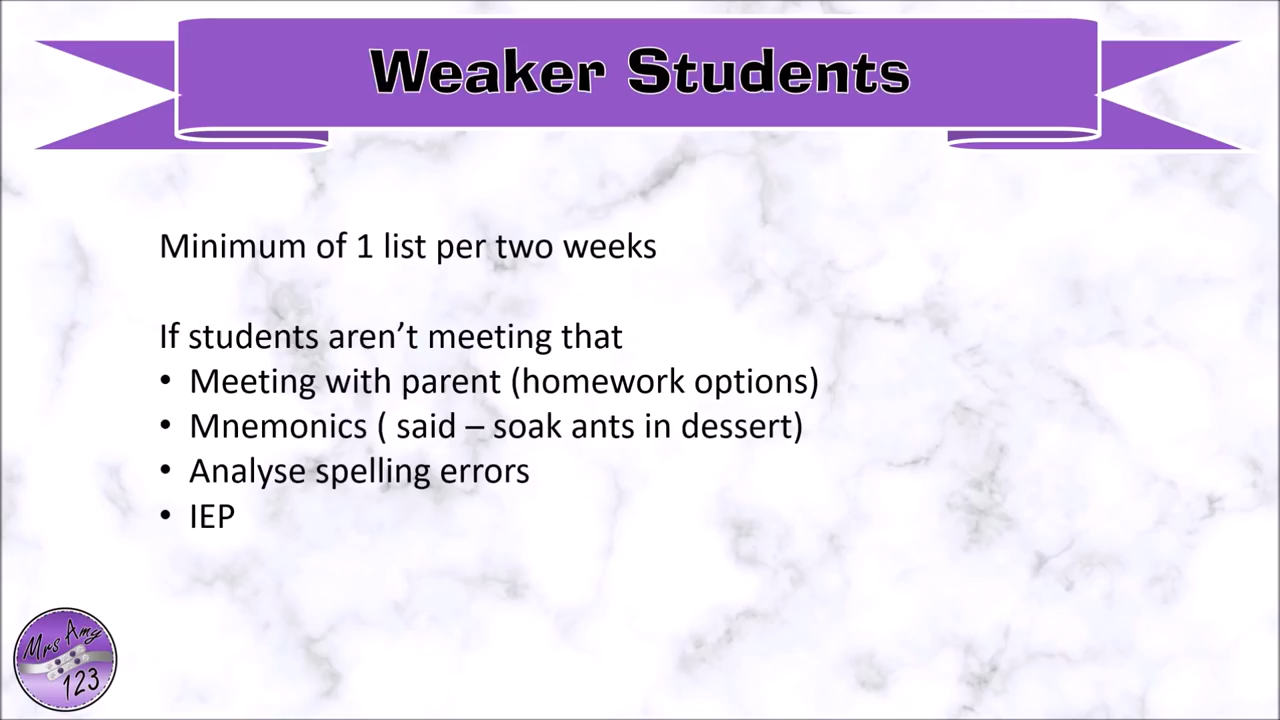 Weaker Students
Minimum of 1 list per two weeks
If students aren’t meeting that
• Meeting with parent (homework options)
• Mnemonics ( said – soak ants in dessert)
• Analyse spelling errors
• IEP
Mrs Amy
123